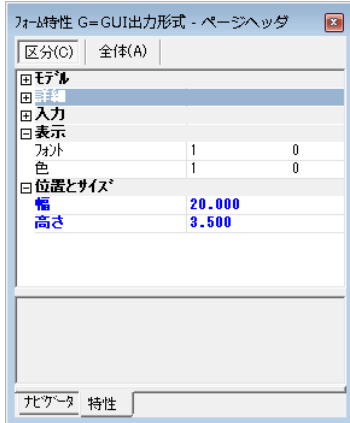 ﾌｫｰﾑ特性 G=GUI出力形式 - ページヘッダ
区分(C) 全体(A)
ﾓﾃﾞﾙ
詳細
入力
表示
ﾌｫﾝﾄ 1 0
色 1 0
位置とｻｲｽﾞ
幅 20.000
高さ 3.500
ﾅﾋﾞｹﾞｰﾀ 特性